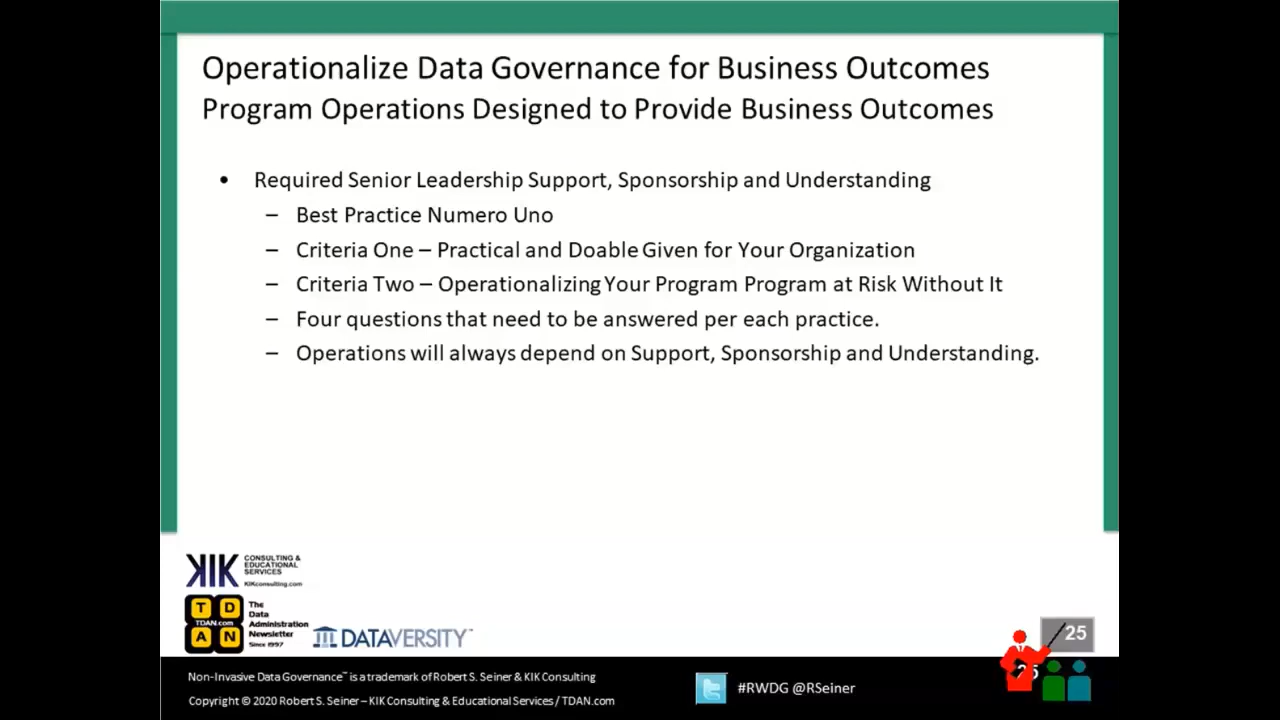 Operationalize Data Governance for Business Outcomes
Program Operations Designed to Provide Business Outcomes
• Required Senior Leadership Support, Sponsorship and Understanding
– Best Practice Numero Uno
– Criteria One – Practical and Doable Given for Your Organization
– Criteria Two – Operationalizing Your Program Program at Risk Without It
– Four questions that need to be answered per each practice.
– Operations will always depend on Support, Sponsorship and Understanding.
KIK CONSULTING &
EDUCATIONAL
SERVICES
KIKconsulting.com
T D
TDAN.com
A N
The
Data
Administration
Newsletter
Since 1997
DATAVERSITY™
25
25
Non-Invasive Data Governance™ is a trademark of Robert S. Seiner & KIK Consulting
Copyright © 2020 Robert S. Seiner – KIK Consulting & Educational Services / TDAN.com
#RWDG @RSeiner